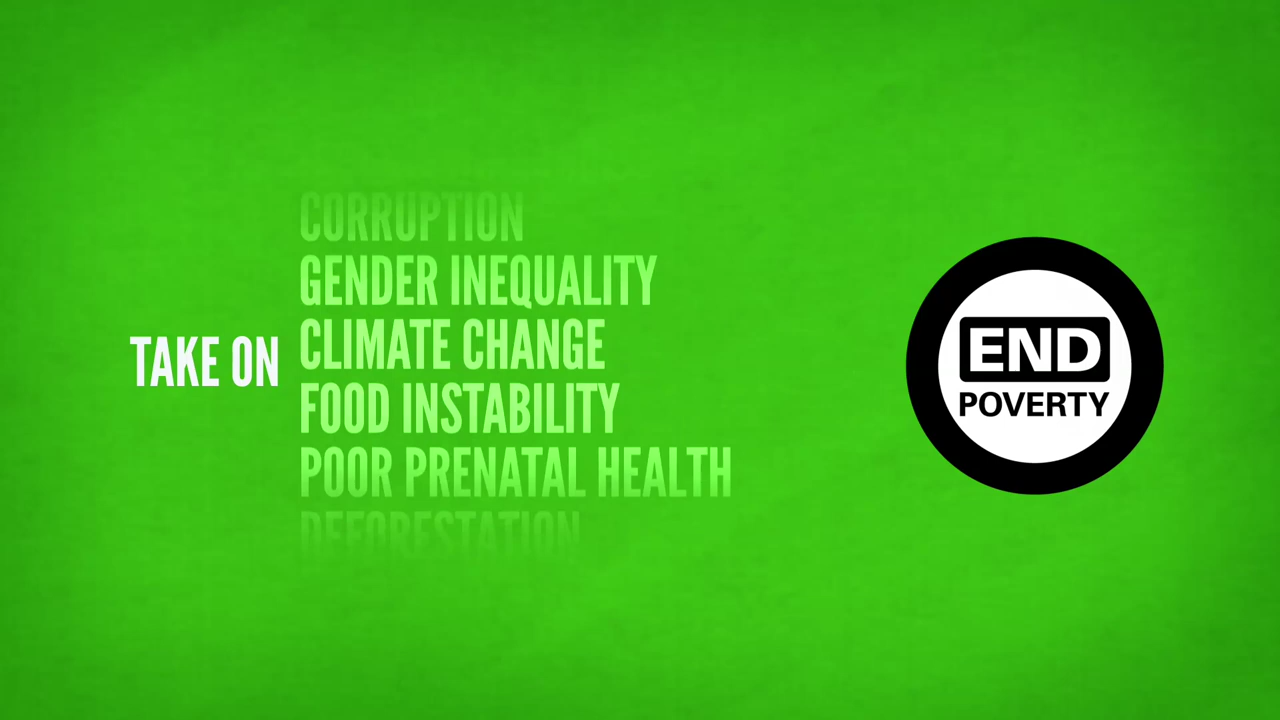 CORRUPTION
GENDER INEQUALITY
TAKE ON CLIMATE CHANGE
FOOD INSTABILITY
POOR PRENATAL HEALTH
DEFORESTATION
END
POVERTY